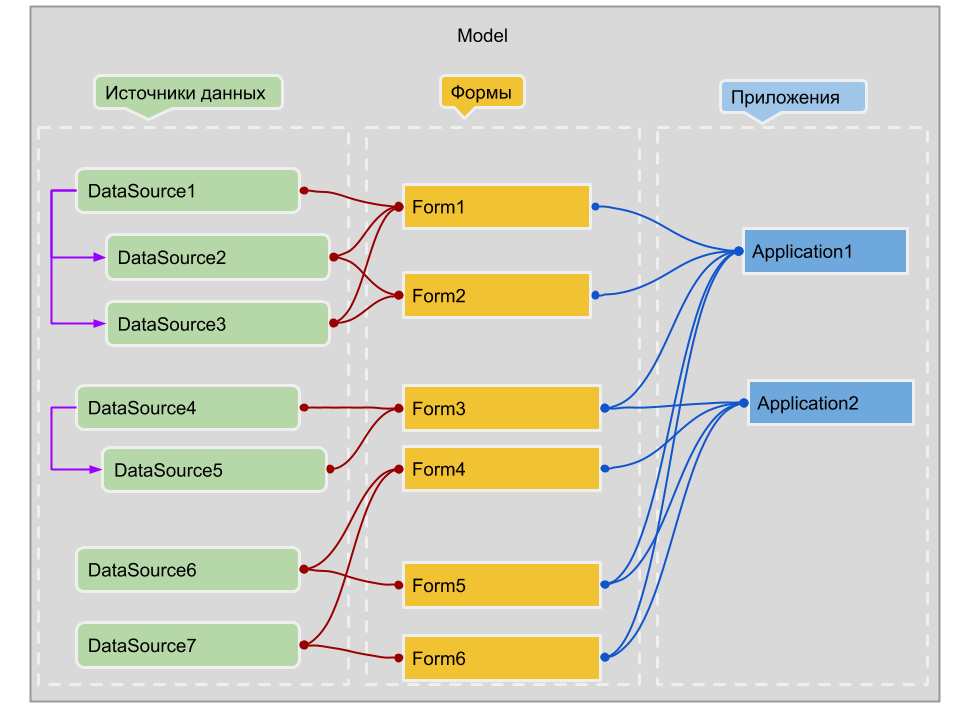 Model
Источники данных
Формы
Приложения
DataSource1
DataSource2
DataSource3
DataSource4
DataSource5
DataSource6
DataSource7
Form1
Form2
Form3
Form4
Form5
Form6
Application1
Application2